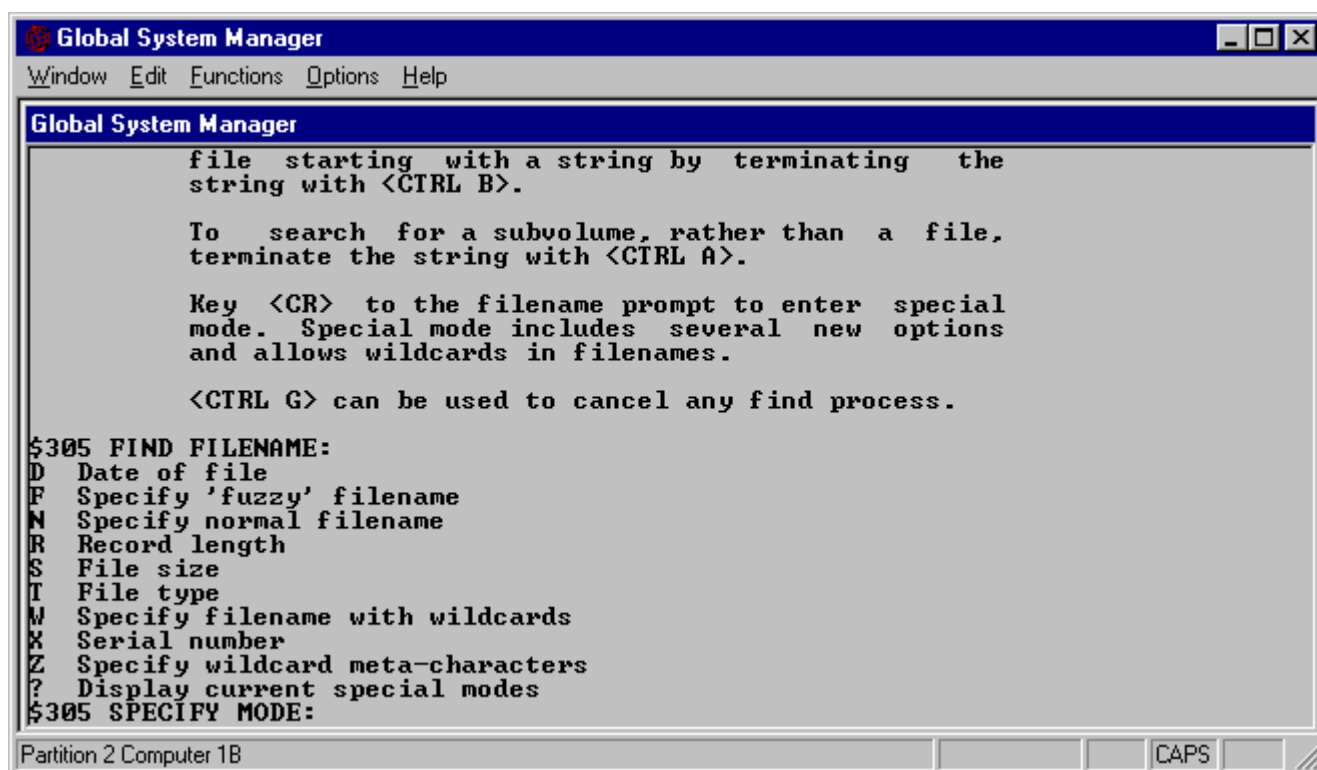 Global System Manager
Window Edit Functions Options Help
Global System Manager
file starting with a string by terminating the
string with <CTRL B>.
To search for a subvolume, rather than a file,
terminate the string with <CTRL A>.
Key <CR> to the filename prompt to enter special
mode. Special mode includes several new options
and allows wildcards in filenames.
<CTRL G> can be used to cancel any find process.
$305 FIND FILENAME:
D Date of file
F Specify 'fuzzy' filename
N Specify normal filename
R Record length
S File size
T File type
W Specify filename with wildcards
X Serial number
Z Specify wildcard meta-characters
? Display current special modes
$305 SPECIFY MODE:
Partition 2 Computer 1B CAPS